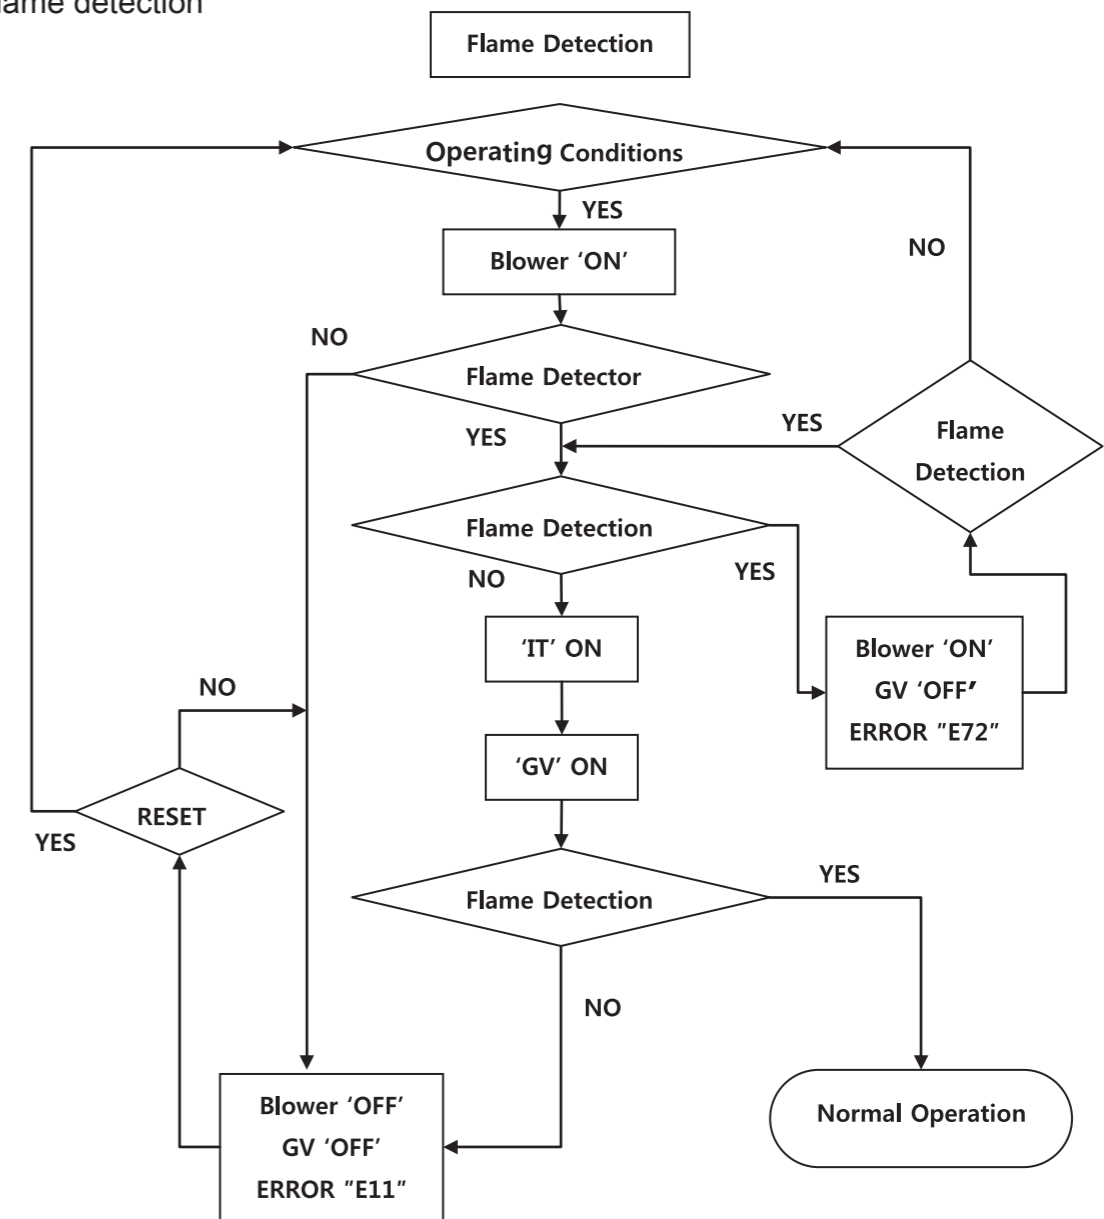 lame detection
Flame Detection
Operating Conditions
YES
NO
Blower ‘ON’
NO
Flame Detector
YES
YES
Flame
Detection
Flame Detection
NO
YES
‘IT’ ON
Blower ‘ON’
GV ‘OFF’
ERROR ”E72”
NO
‘GV’ ON
RESET
YES
YES
Flame Detection
NO
Blower ‘OFF’
GV ‘OFF’
ERROR ”E11”
Normal Operation